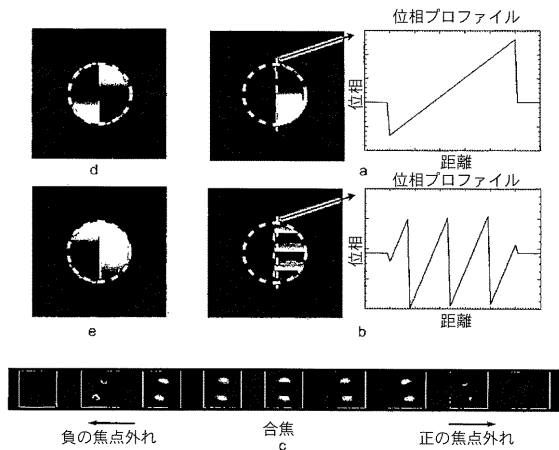 位相プロファイル
位相
距離
d
a
位相プロファイル
位相
距離
e
b
負の焦点外れ
合焦
正の焦点外れ
c